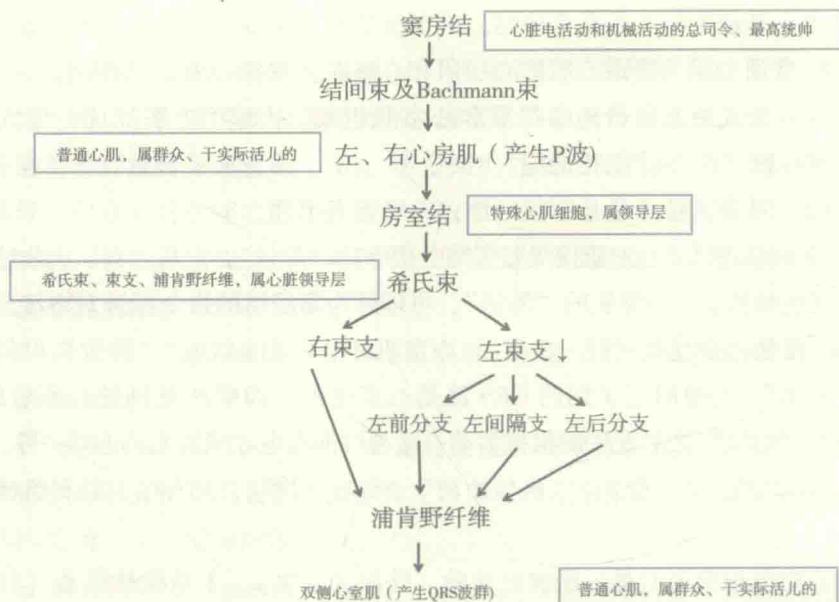 窦房结
心脏电活动和机械活动的总司令、最高统帅
结间束及Bachmann束
普通心肌，属群众、干实际活儿的
左、右心房肌（产生P波）
房室结
特殊心肌细胞，属领导层
希氏束、束支、浦肯野纤维，属心脏领导层
希氏束
右束支
左束支↓
左前分支 左间隔支 左后分支
浦肯野纤维
双侧心室肌（产生QRS波群）
普通心肌，属群众、干实际活儿的